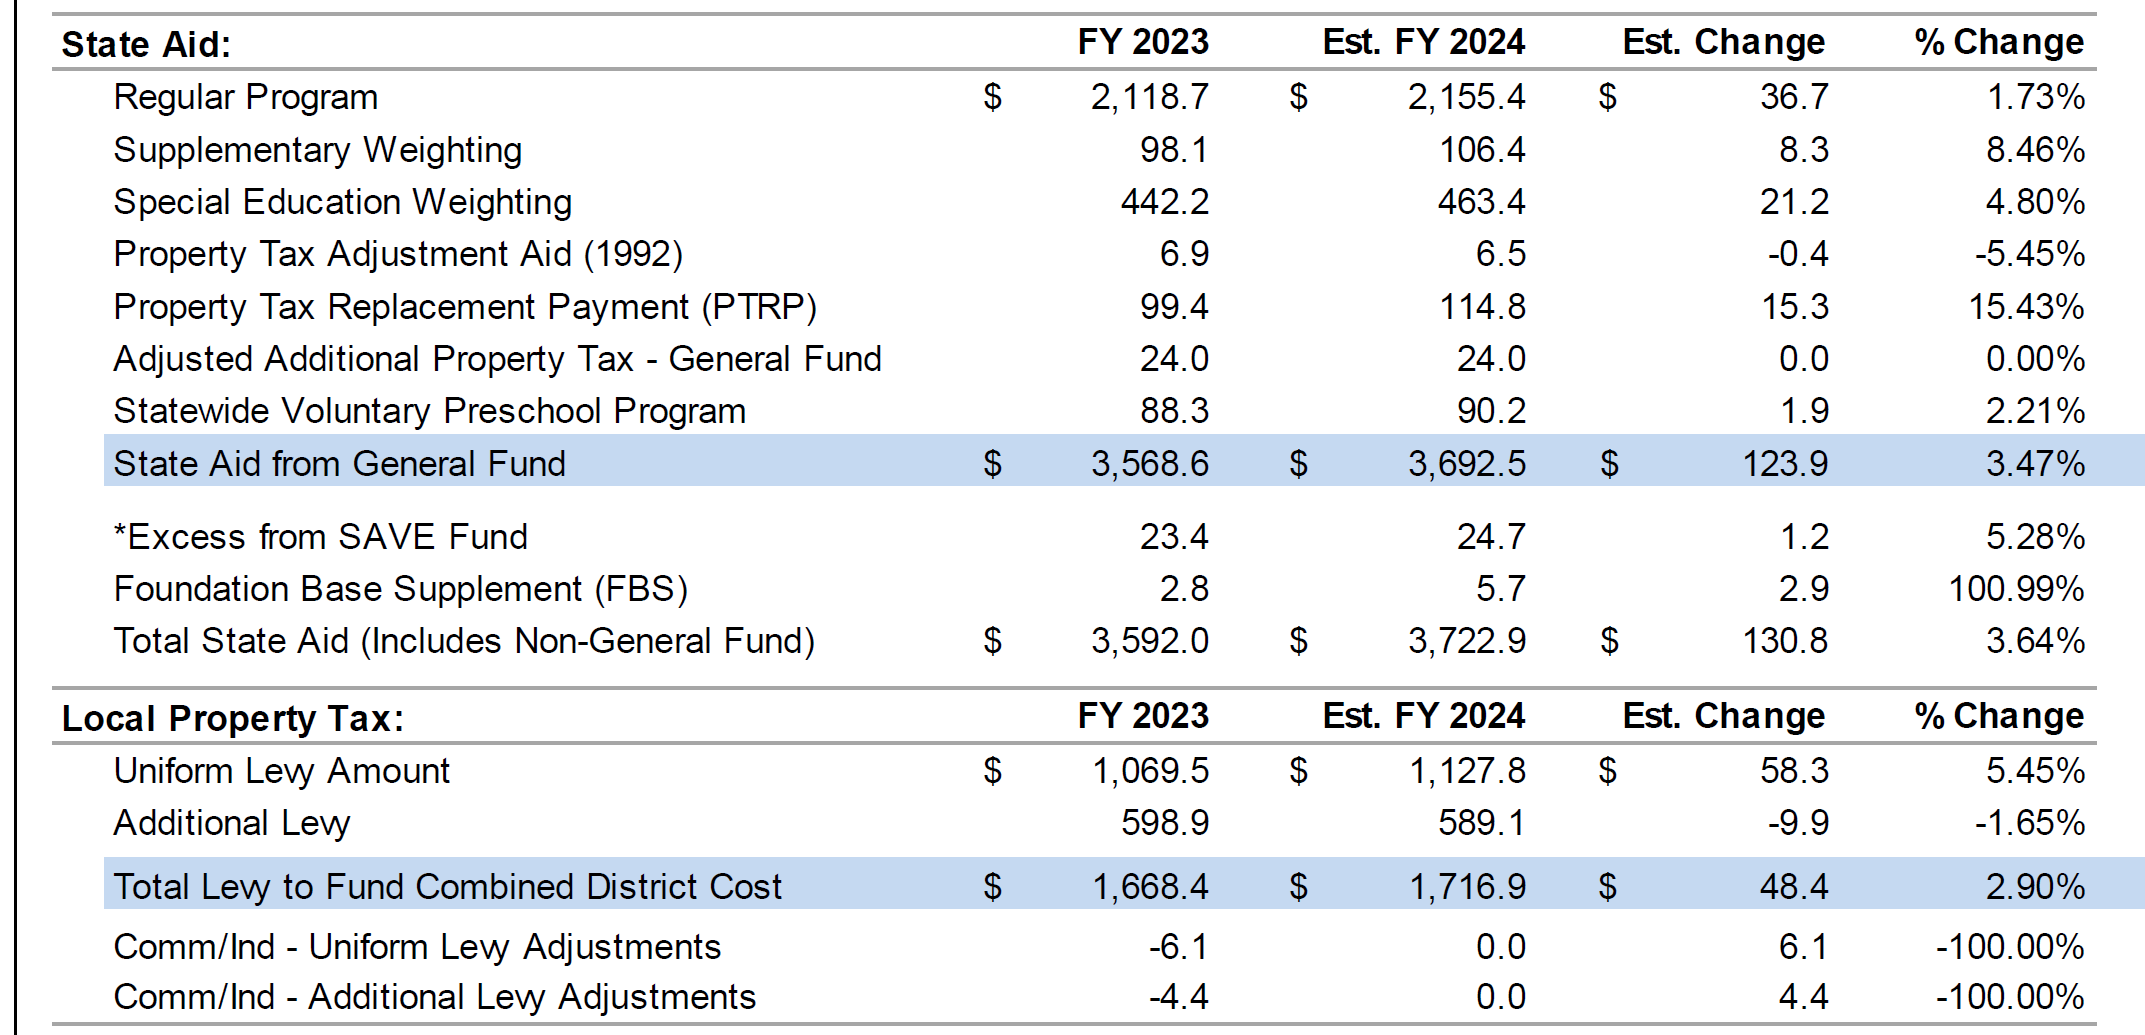 State Aid: FY 2023 Est. FY 2024 Est. Change % Change
Regular Program $ 2,118.7 $ 2,155.4 $ 36.7 1.73%
Supplementary Weighting 98.1 106.4 8.3 8.46%
Special Education Weighting 442.2 463.4 21.2 4.80%
Property Tax Adjustment Aid (1992) 6.9 6.5 -0.4 -5.45%
Property Tax Replacement Payment (PTRP) 99.4 114.8 15.3 15.43%
Adjusted Additional Property Tax - General Fund 24.0 24.0 0.0 0.00%
Statewide Voluntary Preschool Program 88.3 90.2 1.9 2.21%
State Aid from General Fund $ 3,568.6 $ 3,692.5 $ 123.9 3.47%
*Excess from SAVE Fund 23.4 24.7 1.2 5.28%
Foundation Base Supplement (FBS) 2.8 5.7 2.9 100.99%
Total State Aid (Includes Non-General Fund) $ 3,592.0 $ 3,722.9 $ 130.8 3.64%
Local Property Tax: FY 2023 Est. FY 2024 Est. Change % Change
Uniform Levy Amount $ 1,069.5 $ 1,127.8 $ 58.3 5.45%
Additional Levy 598.9 589.1 -9.9 -1.65%
Total Levy to Fund Combined District Cost $ 1,668.4 $ 1,716.9 $ 48.4 2.90%
Comm/Ind - Uniform Levy Adjustments -6.1 0.0 6.1 -100.00%
Comm/Ind - Additional Levy Adjustments -4.4 0.0 4.4 -100.00%